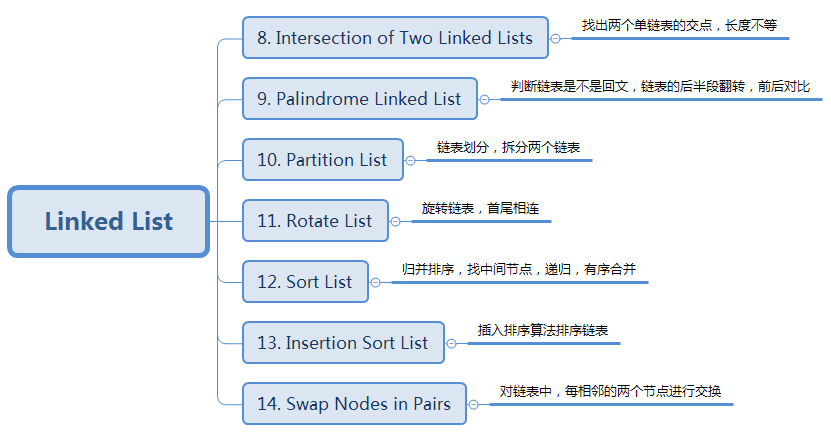 Linked List
8. Intersection of Two Linked Lists
找出两个单链表的交点，长度不等
9. Palindrome Linked List
判断链表是不是回文，链表的后半段翻转，前后对比
10. Partition List
链表划分，拆分两个链表
11. Rotate List
旋转链表，首尾相连
12. Sort List
归并排序，找中间节点，递归，有序合并
13. Insertion Sort List
插入排序算法排序链表
14. Swap Nodes in Pairs
对链表中，每相邻的两个节点进行交换